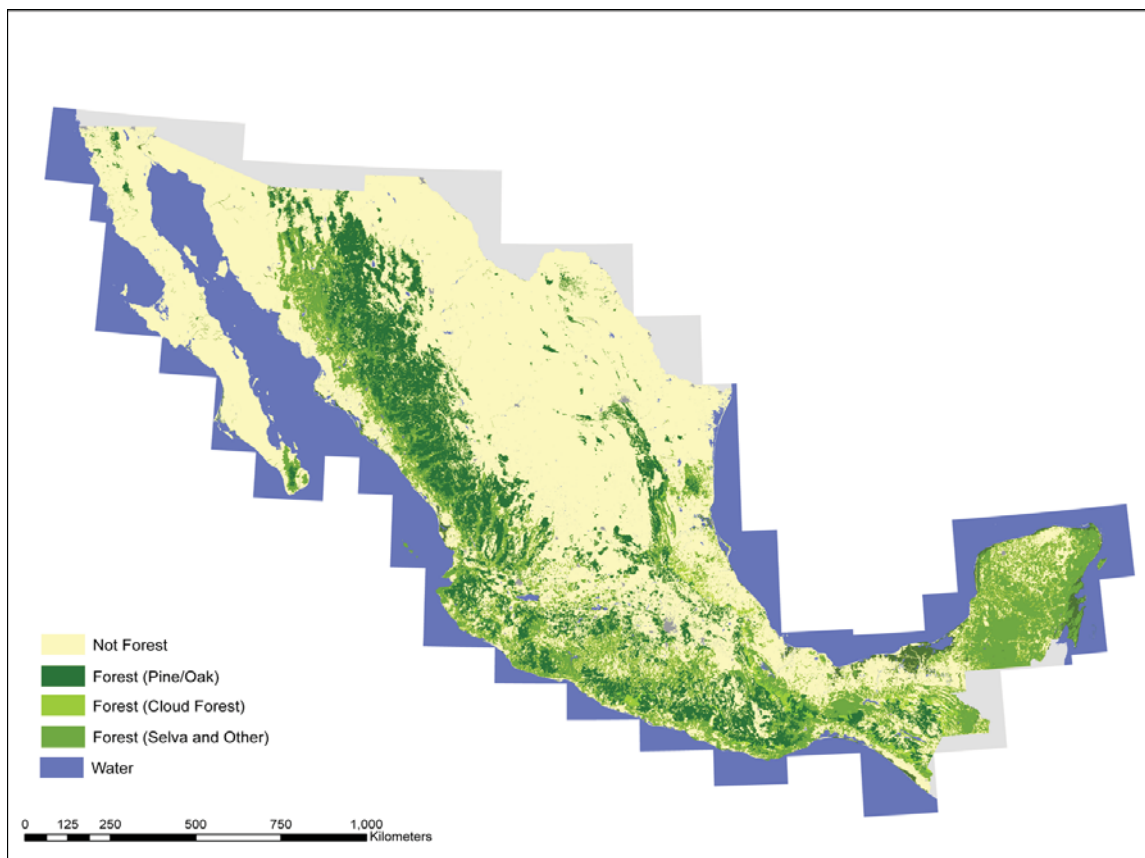 Not Forest
Forest (Pine/Oak)
Forest (Cloud Forest)
Forest (Selva and Other)
Water
0 125 250 500 750 1,000
Kilometers